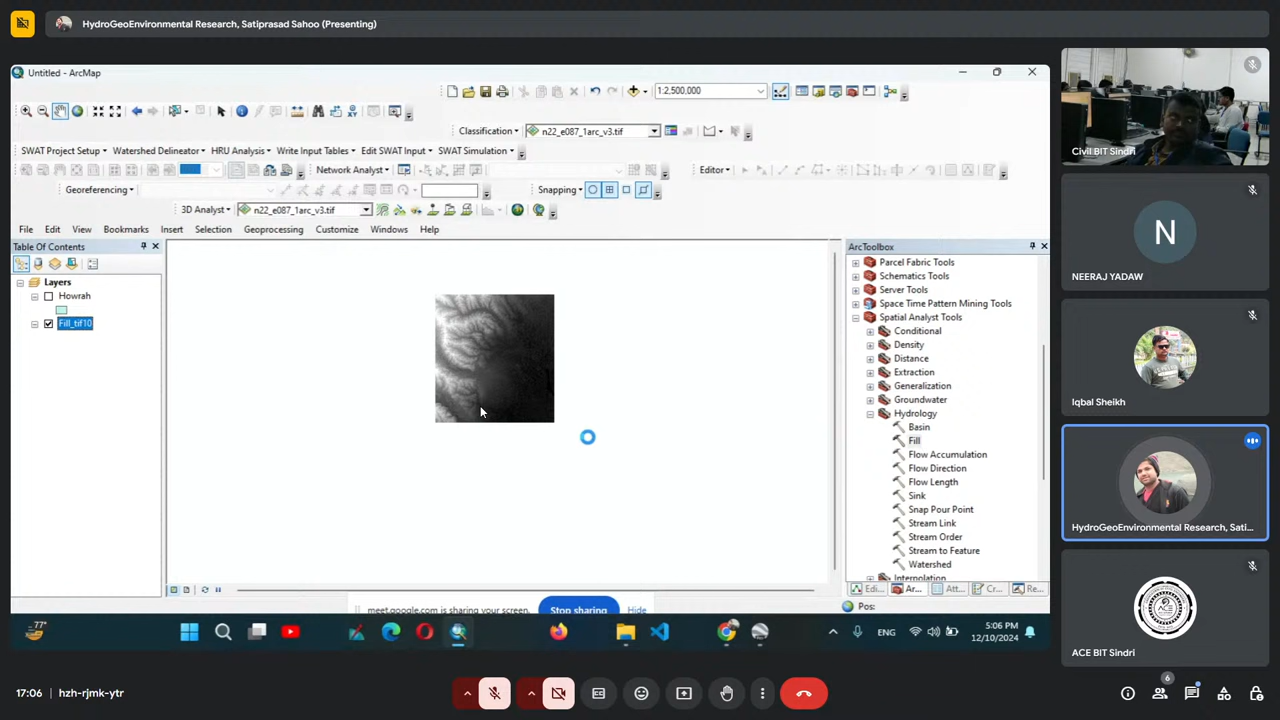 HydroGeoEnvironmental Research, Satiprasad Sahoo (Presenting)
Untitled - ArcMap
1:2,500,000
Classification
n22_e087_1arc_v3.tif
SWAT Project Setup
Watershed Delineator
HRU Analysis
Write Input Tables
Edit SWAT Input
SWAT Simulation
Network Analyst
Editor
Georeferencing
Snapping
3D Analyst
n22_e087_1arc_v3.tif
File
Edit
View
Bookmarks
Insert
Selection
Geoprocessing
Customize
Windows
Help
Table Of Contents
Layers
Howrah
Fill_tif10
ArcToolbox
Parcel Fabric Tools
Schematics Tools
Server Tools
Space Time Pattern Mining Tools
Spatial Analyst Tools
Conditional
Density
Distance
Extraction
Generalization
Groundwater
Hydrology
Basin
Fill
Flow Accumulation
Flow Direction
Flow Length
Sink
Snap Pour Point
Stream Link
Stream Order
Stream to Feature
Watershed
Interpolation
Edi...
Ar...
Att...
Cr...
Re...
Pos:
meet.google.com is sharing your screen.
Stop sharing
Hide
77°
ENG
5:06 PM
12/10/2024
Civil BIT Sindri
N
NEERAJ YADAW
Iqbal Sheikh
HydroGeoEnvironmental Research, Sati...
ACE BIT Sindri
17:06
hzh-rjmk-ytr
6